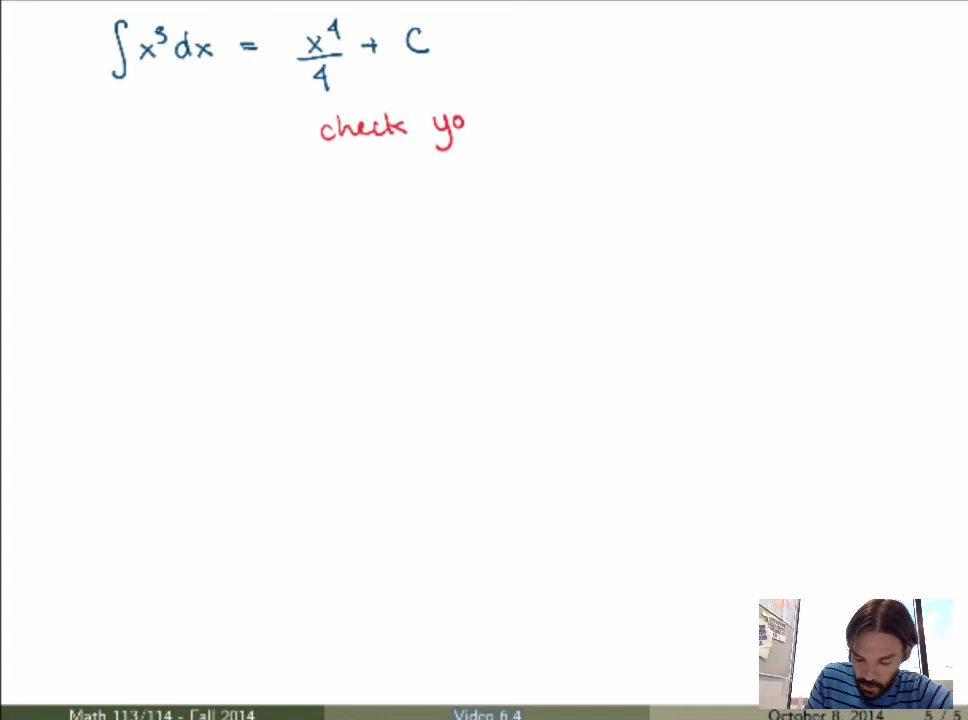 ∫x³dx = x⁴/4 + C
check yo
Math 113/114 - Fall 2014 Video 6.4 October 8, 2014 5 / 5